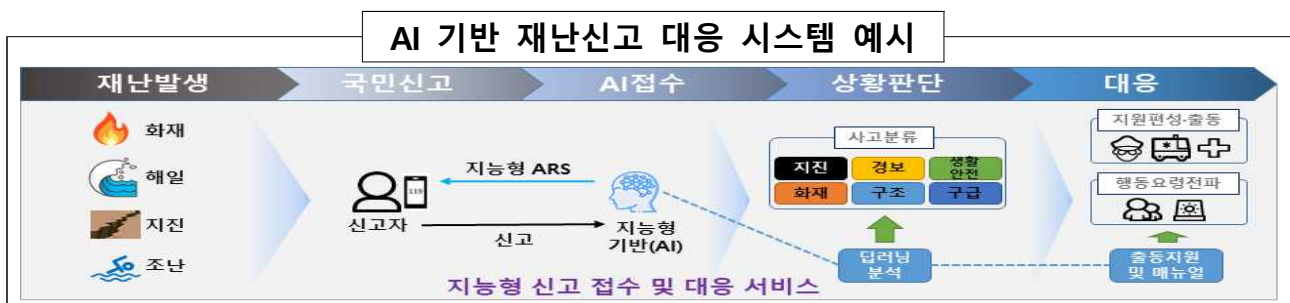 AI 기반 재난신고 대응 시스템 예시
재난발생
국민신고
AI접수
상황판단
대응
화재
해일
지진
조난
119
신고자
지능형 ARS
신고
지능형
기반(AI)
사고분류
지진
경보
생활
안전
화재
구조
구급
딥러닝
분석
지원편성·출동
행동요령전파
출동지원
및 매뉴얼
지능형 신고 접수 및 대응 서비스